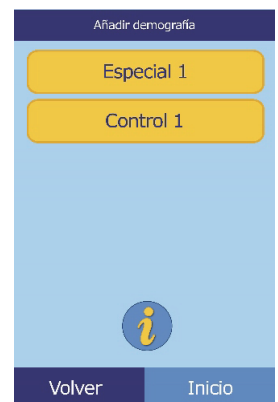 Añadir demografía
Especial 1
Control 1
i
Volver Inicio